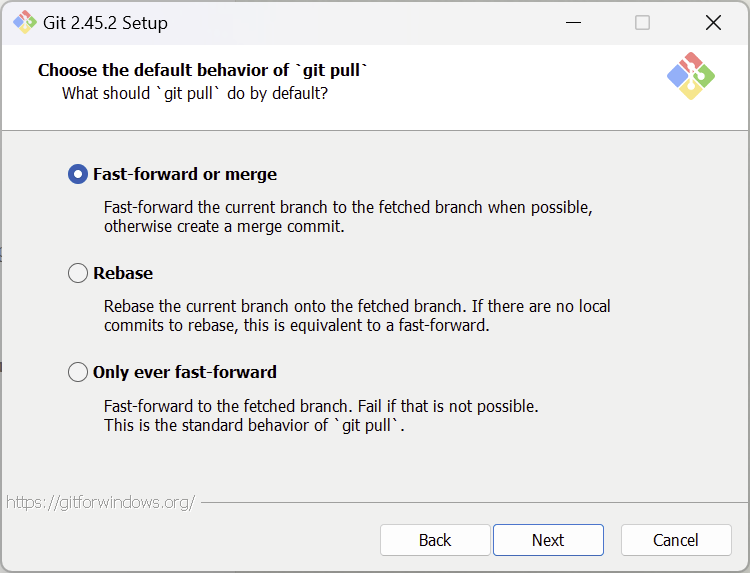 Git 2.45.2 Setup
Choose the default behavior of `git pull`
What should `git pull` do by default?
Fast-forward or merge
Fast-forward the current branch to the fetched branch when possible,
otherwise create a merge commit.
Rebase
Rebase the current branch onto the fetched branch. If there are no local
commits to rebase, this is equivalent to a fast-forward.
Only ever fast-forward
Fast-forward to the fetched branch. Fail if that is not possible.
This is the standard behavior of `git pull`.
https://gitforwindows.org/
Back
Next
Cancel